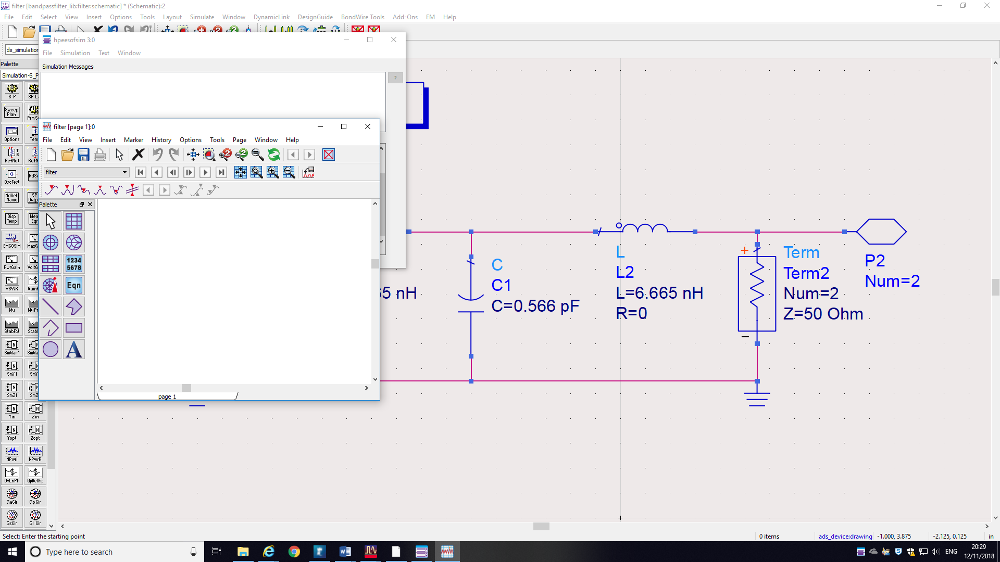 filter [bandpassfilter_lib:filter:schematic] * (Schematic):2
File Edit Select View Insert Options Tools Layout Simulate Window DynamicLink DesignGuide BondWire Tools Add-Ons EM Help
hpeesofsim 3:0
File Simulation Text Window
ds_simulation
Simulation Messages
?
Palette
Simulation-S_P
S P SP L
Sweep Plan PrmS
Options Term
RefNet RefN
OscTest NdSe
NdSet Name SP Outp
Disp Temp Mea Eqn
EMCOSIM MaxG
PwrGain VoltG
VSWR GainR
Mu MuPr
StabFct Stab
SmGam1 SmGa
SmY1 SmY
SmZ1 SmZ
Yin Zin
Yopt Zopt
NPwrI NPwrR
DvLnPh GpDelRip
GaCir GpCir
GsCir Gl Cir
filter [page 1]:0
File Edit View Insert Marker History Options Tools Page Window Help
filter
Palette
1234
5678
Eqn
A
page 1
5 nH
C
C1
C=0.566 pF
L
L2
L=6.665 nH
R=0
+
Term
Term2
Num=2
Z=50 Ohm
P2
Num=2
Select: Enter the starting point
0 items ads_device:drawing -1.000, 3.875 -2.125, 0.125 in
Type here to search
ENG
20:29
12/11/2018